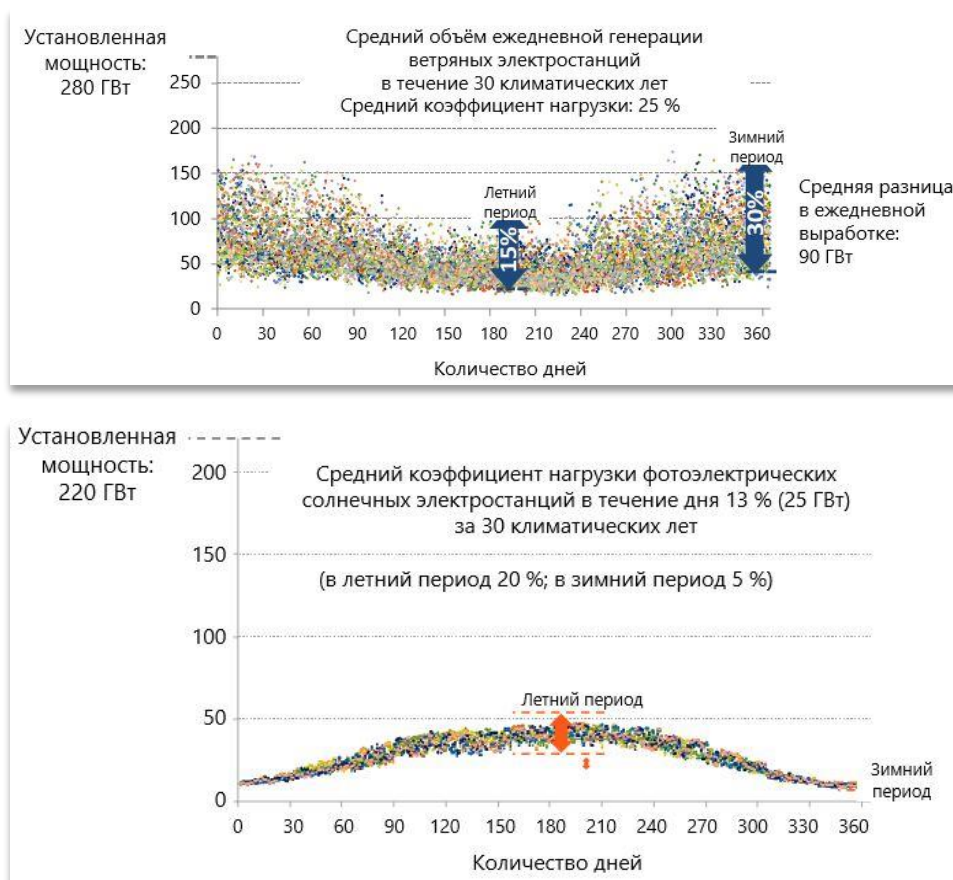 Установленная
мощность:
280 ГВт
Средний объём ежедневной генерации
ветряных электростанций
в течение 30 климатических лет
Средний коэффициент нагрузки: 25 %
250
200
150
100
50
0
Летний
период
15%
Зимний
период
30%
Средняя разница
в ежедневной
выработке:
90 ГВт
0 30 60 90 120 150 180 210 240 270 300 330 360
Количество дней
Установленная
мощность:
220 ГВт
Средний коэффициент нагрузки фотоэлектрических
солнечных электростанций в течение дня 13 % (25 ГВт)
за 30 климатических лет
(в летний период 20 %; в зимний период 5 %)
200
150
100
50
0
Летний период
Зимний
период
0 30 60 90 120 150 180 210 240 270 300 330 360
Количество дней